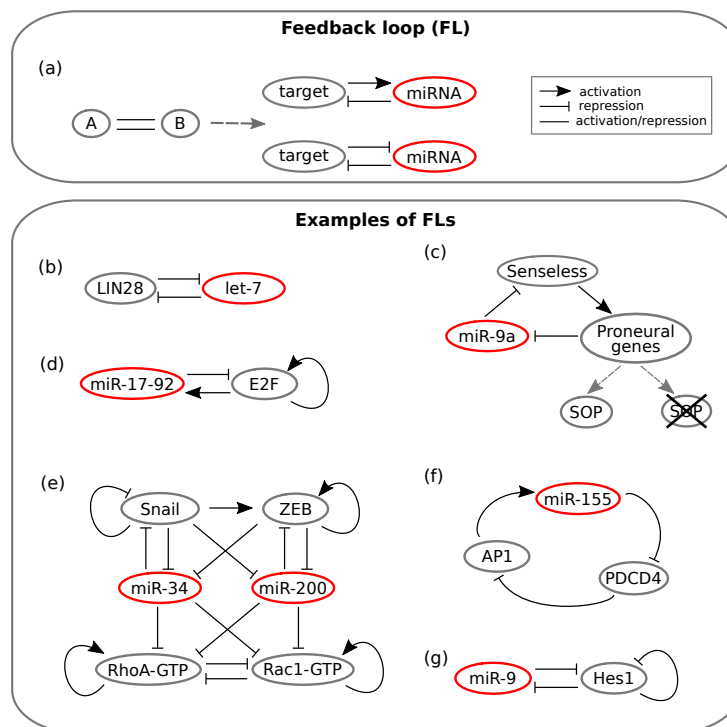 Feedback loop (FL)
(a)
target
miRNA
A
B
target
miRNA
activation
repression
activation/repression
Examples of FLs
(b)
LIN28
let-7
(c)
Senseless
miR-9a
Proneural
genes
SOP
SOP
(d)
miR-17-92
E2F
(e)
Snail
ZEB
miR-34
miR-200
RhoA-GTP
Rac1-GTP
(f)
miR-155
AP1
PDCD4
(g)
miR-9
Hes1